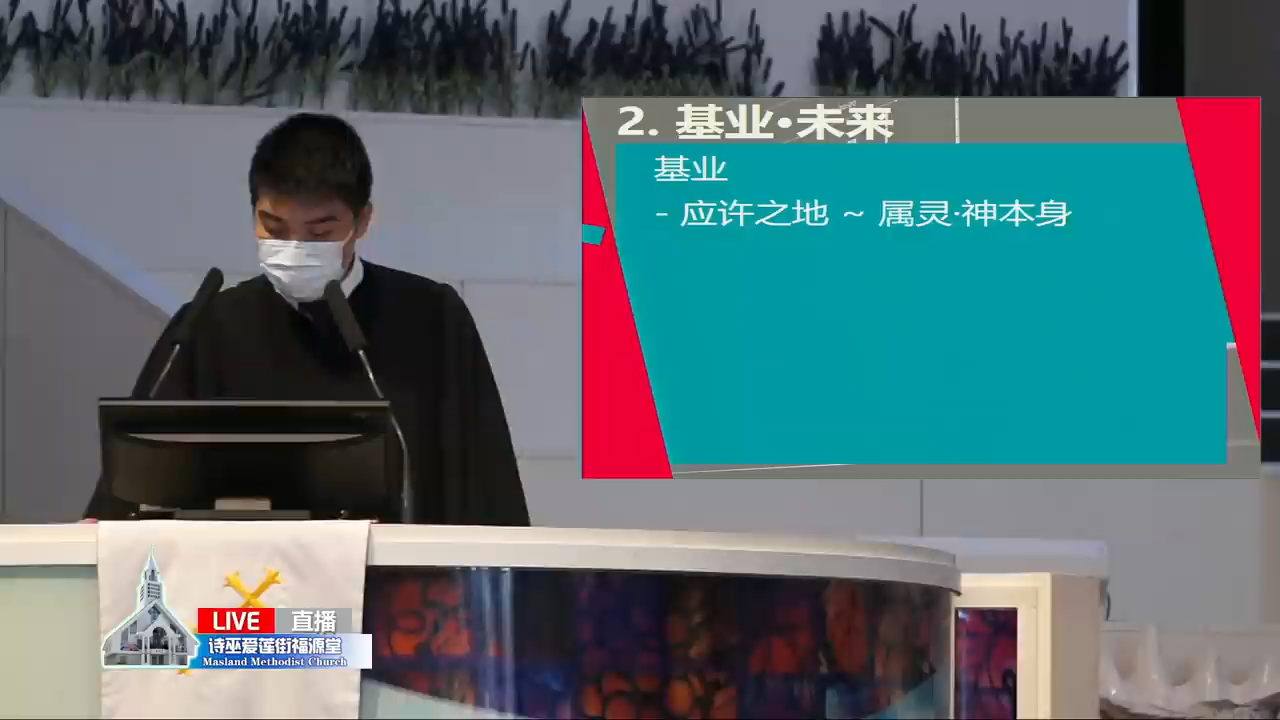 2. 基业•未来
基业
- 应许之地 ~ 属灵·神本身
LIVE 直播
诗巫爱莲街福源堂
Masland Methodist Church